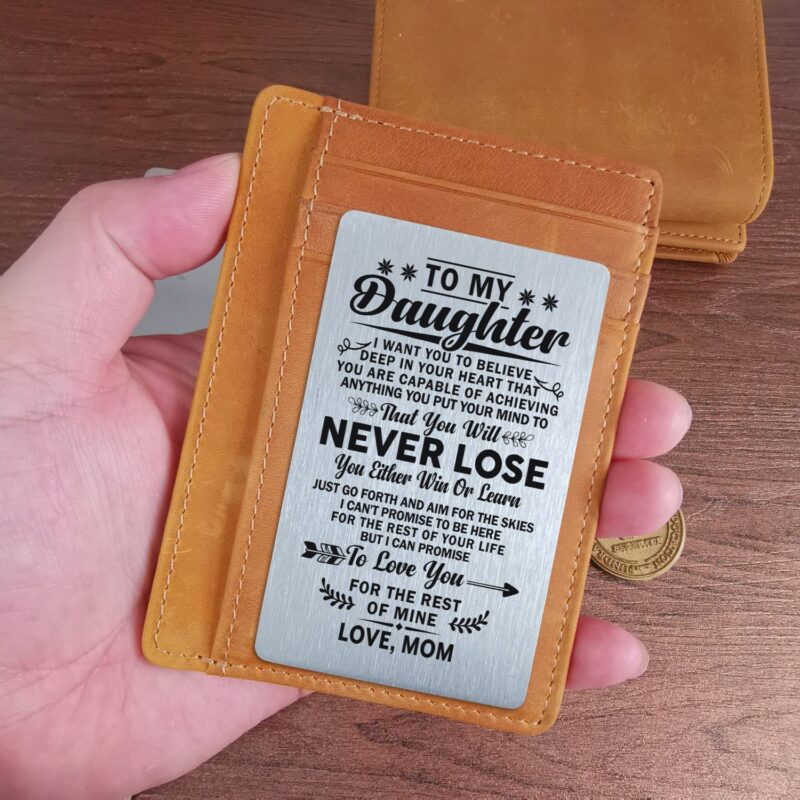 TO MY
Daughter
I WANT YOU TO BELIEVE
DEEP IN YOUR HEART THAT
YOU ARE CAPABLE OF ACHIEVING
ANYTHING YOU PUT YOUR MIND TO
That You Will
NEVER LOSE
You Either Win Or Learn
JUST GO FORTH AND AIM FOR THE SKIES
I CAN'T PROMISE TO BE HERE
FOR THE REST OF YOUR LIFE
BUT I CAN PROMISE
To Love You
FOR THE REST
OF MINE
LOVE, MOM